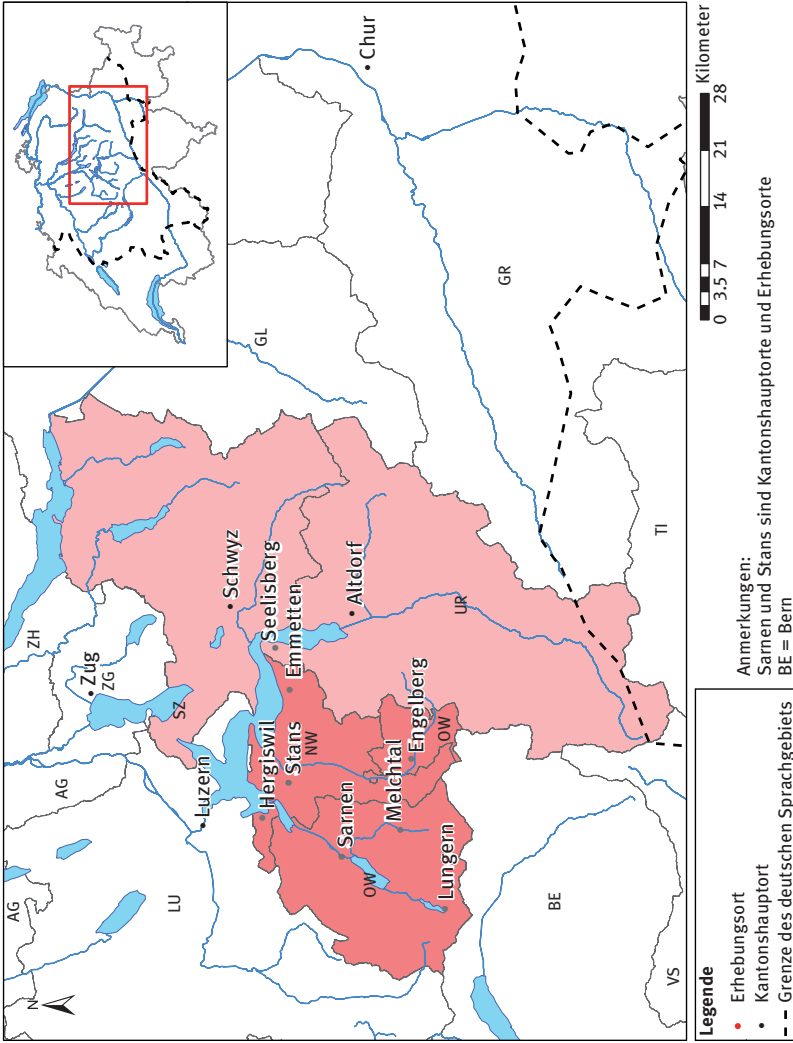 N
AG
AG
ZH
Zug
ZG
LU
Luzern
SZ
Schwyz
GL
Chur
Hergiswil
Stans
NW
Seelisberg
Emmetten
Sarnen
OW
Melchtal
Engelberg
OW
Altdorf
Lungern
UR
GR
BE
TI
VS
Legende
Erhebungsort
Kantonshauptort
Grenze des deutschen Sprachgebiets
Anmerkungen:
Sarnen und Stans sind Kantonshauptorte und Erhebungsorte
BE = Bern
0 3.5 7 14 21 28
Kilometer